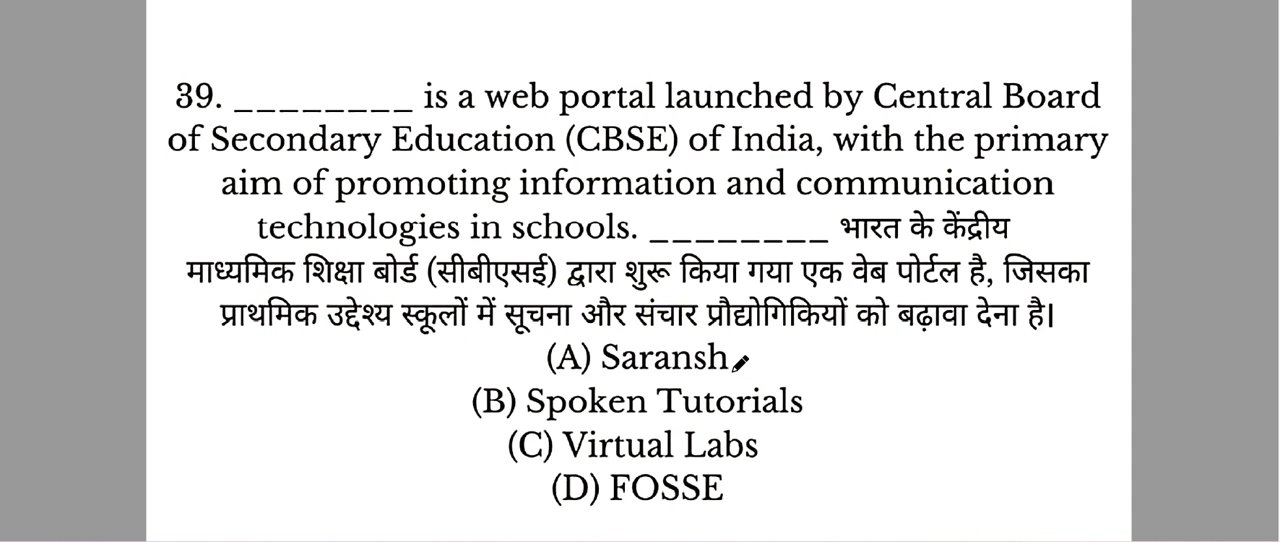 39. ________ is a web portal launched by Central Board
of Secondary Education (CBSE) of India, with the primary
aim of promoting information and communication
technologies in schools. ________ भारत के केंद्रीय
माध्यमिक शिक्षा बोर्ड (सीबीएसई) द्वारा शुरू किया गया एक वेब पोर्टल है, जिसका
प्राथमिक उद्देश्य स्कूलों में सूचना और संचार प्रौद्योगिकियों को बढ़ावा देना है।
(A) Saransh
(B) Spoken Tutorials
(C) Virtual Labs
(D) FOSSE